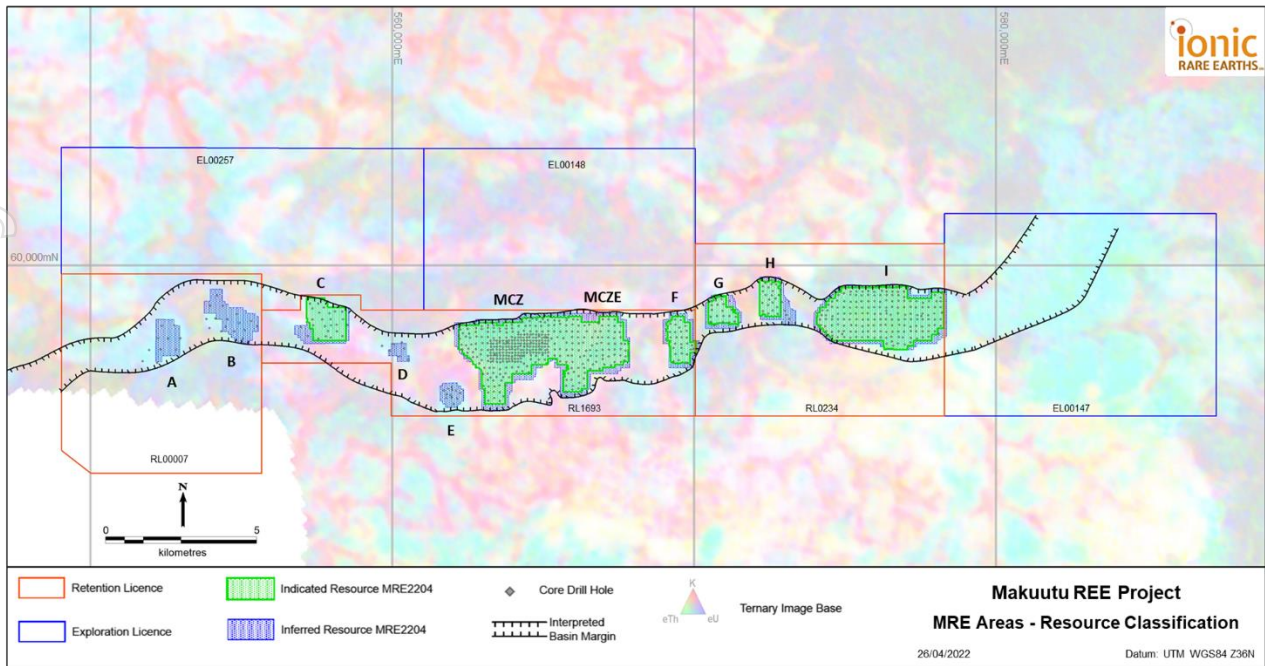 ionic
RARE EARTHS
560,000mE
580,000mE
EL00257
EL00148
60,000mN
C
MCZ
MCZE
F
G
H
I
A
B
D
E
RL1693
RL0234
EL00147
RL00007
N
0 5
kilometres
Retention Licence
Indicated Resource MRE2204
Core Drill Hole
K
eTh eU
Ternary Image Base
Exploration Licence
Inferred Resource MRE2204
Interpreted
Basin Margin
Makuutu REE Project
MRE Areas - Resource Classification
26/04/2022
Datum: UTM WGS84 Z36N